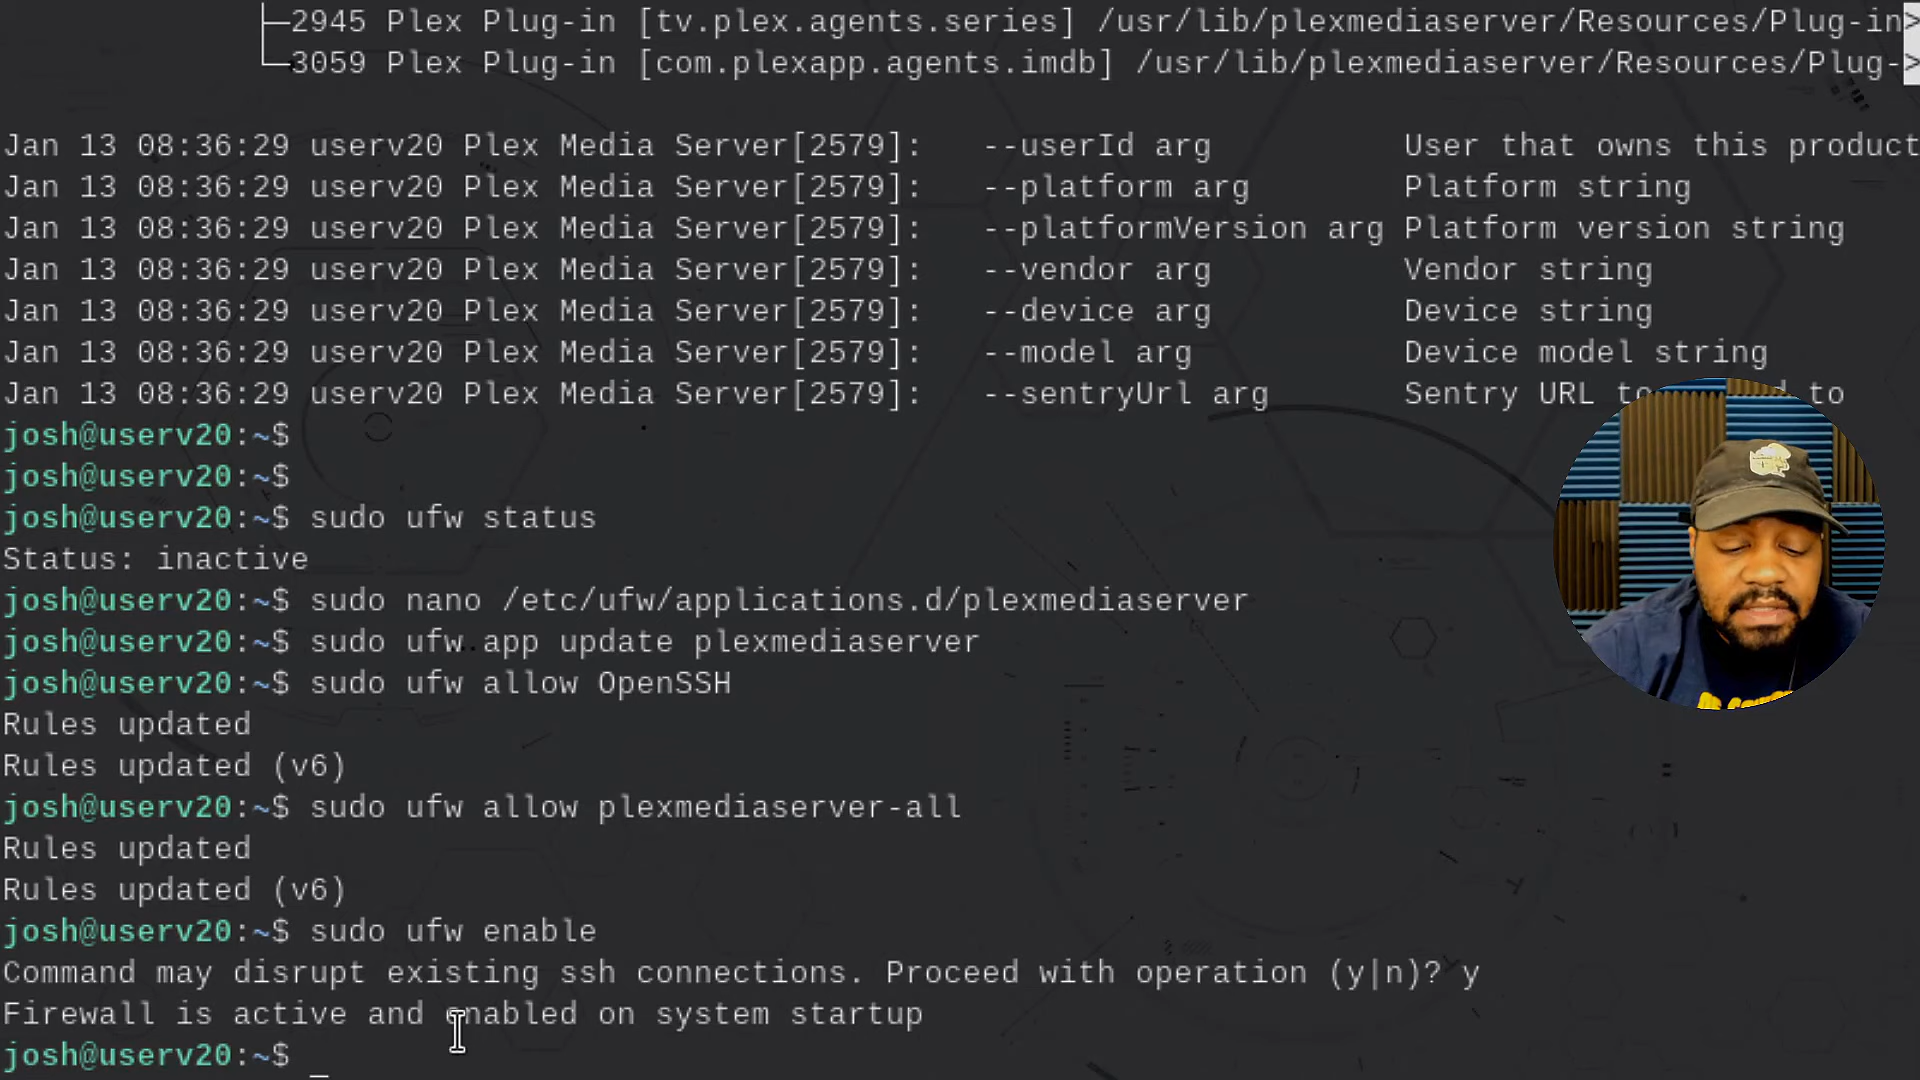 ├─2945 Plex Plug-in [tv.plex.agents.series] /usr/lib/plexmediaserver/Resources/Plug-in>
└─3059 Plex Plug-in [com.plexapp.agents.imdb] /usr/lib/plexmediaserver/Resources/Plug->
Jan 13 08:36:29 userv20 Plex Media Server[2579]:   --userId arg          User that owns this product
Jan 13 08:36:29 userv20 Plex Media Server[2579]:   --platform arg        Platform string
Jan 13 08:36:29 userv20 Plex Media Server[2579]:   --platformVersion arg Platform version string
Jan 13 08:36:29 userv20 Plex Media Server[2579]:   --vendor arg          Vendor string
Jan 13 08:36:29 userv20 Plex Media Server[2579]:   --device arg          Device string
Jan 13 08:36:29 userv20 Plex Media Server[2579]:   --model arg           Device model string
Jan 13 08:36:29 userv20 Plex Media Server[2579]:   --sentryUrl arg       Sentry URL to to
josh@userv20:~$
josh@userv20:~$
josh@userv20:~$ sudo ufw status
Status: inactive
josh@userv20:~$ sudo nano /etc/ufw/applications.d/plexmediaserver
josh@userv20:~$ sudo ufw app update plexmediaserver
josh@userv20:~$ sudo ufw allow OpenSSH
Rules updated
Rules updated (v6)
josh@userv20:~$ sudo ufw allow plexmediaserver-all
Rules updated
Rules updated (v6)
josh@userv20:~$ sudo ufw enable
Command may disrupt existing ssh connections. Proceed with operation (y|n)? y
Firewall is active and enabled on system startup
josh@userv20:~$ _